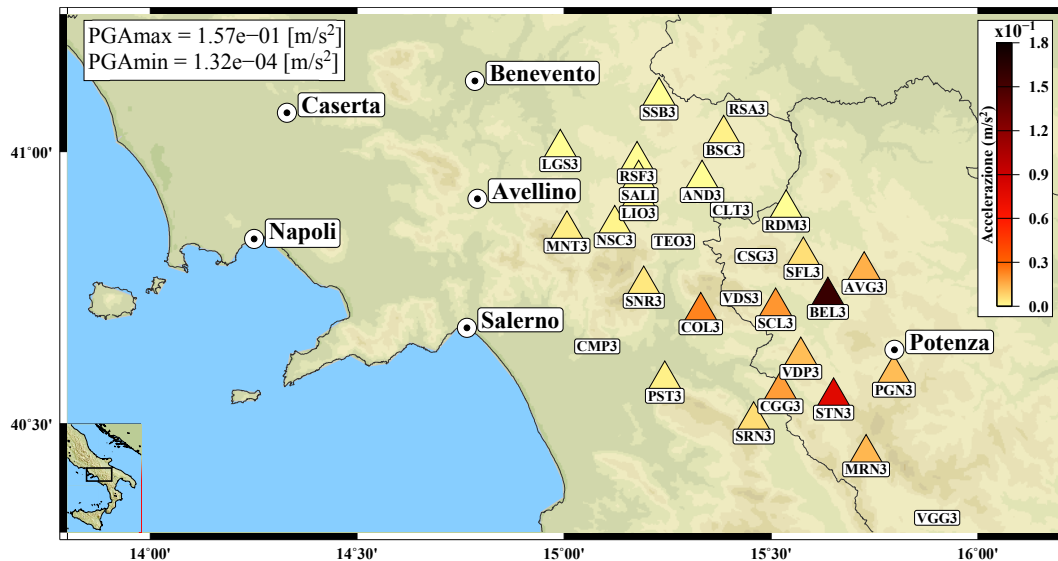 PGAmax = 1.57e−01 [m/s²]
PGAmin = 1.32e−04 [m/s²]
x10⁻¹
1.8
1.5
1.2
0.9
0.6
0.3
0.0
Accelerazione (m/s²)
Benevento
Caserta
Avellino
Napoli
Salerno
Potenza
SSB3
RSA3
BSC3
LGS3
RSF3
SALI
AND3
LIO3
CLT3
RDM3
MNT3
NSC3
TEO3
CSG3
SFL3
AVG3
SNR3
VDS3
COL3
SCL3
BEL3
CMP3
VDP3
PST3
CGG3
STN3
PGN3
SRN3
MRN3
VGG3
41°00'
40°30'
14°00'
14°30'
15°00'
15°30'
16°00'